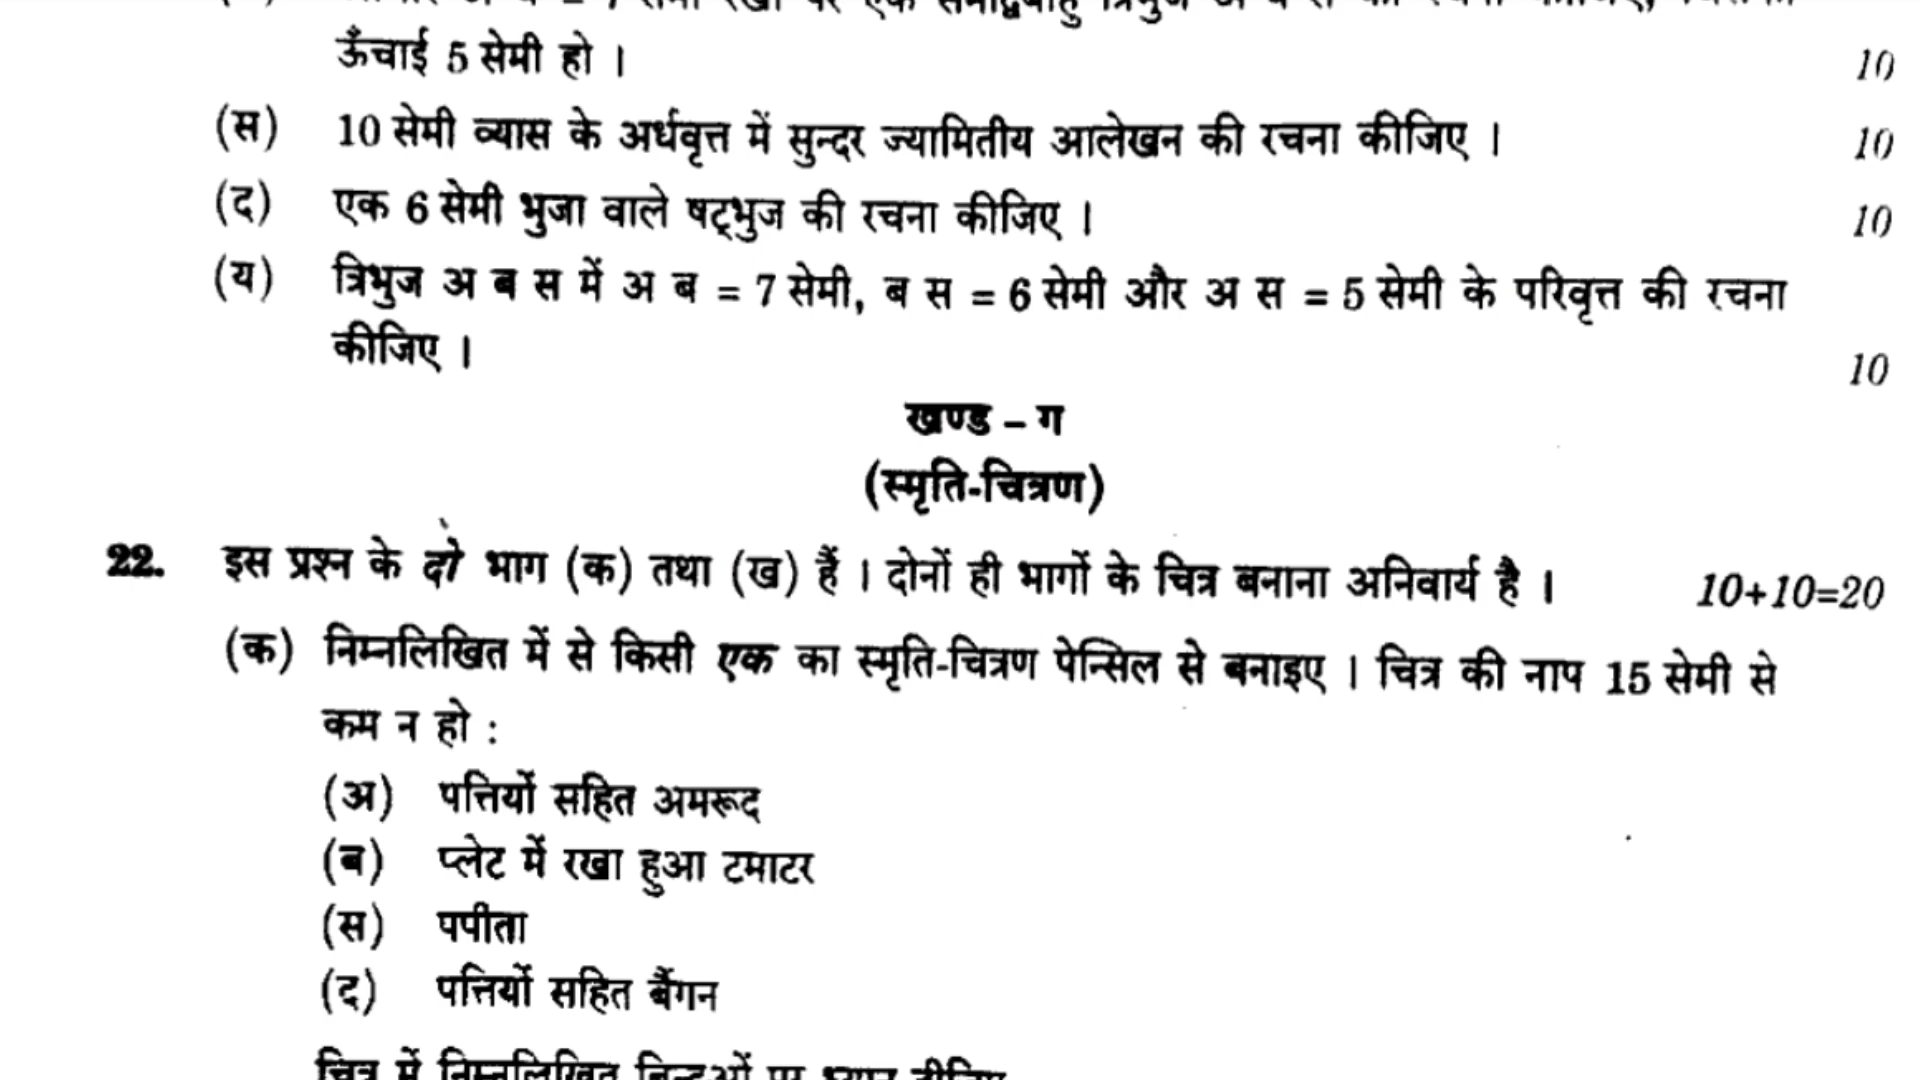 ऊँचाई 5 सेमी हो । 10
(स) 10 सेमी व्यास के अर्धवृत्त में सुन्दर ज्यामितीय आलेखन की रचना कीजिए । 10
(द) एक 6 सेमी भुजा वाले षट्भुज की रचना कीजिए । 10
(य) त्रिभुज अ ब स में अ ब = 7 सेमी, ब स = 6 सेमी और अ स = 5 सेमी के परिवृत्त की रचना
कीजिए । 10
खण्ड – ग
(स्मृति-चित्रण)
22. इस प्रश्न के दो भाग (क) तथा (ख) हैं । दोनों ही भागों के चित्र बनाना अनिवार्य है । 10+10=20
(क) निम्नलिखित में से किसी एक का स्मृति-चित्रण पेन्सिल से बनाइए । चित्र की नाप 15 सेमी से
कम न हो :
(अ) पत्तियों सहित अमरूद
(ब) प्लेट में रखा हुआ टमाटर
(स) पपीता
(द) पत्तियों सहित बैंगन
चित्र में निम्नलिखित बिन्दुओं पर ध्यान दीजिए